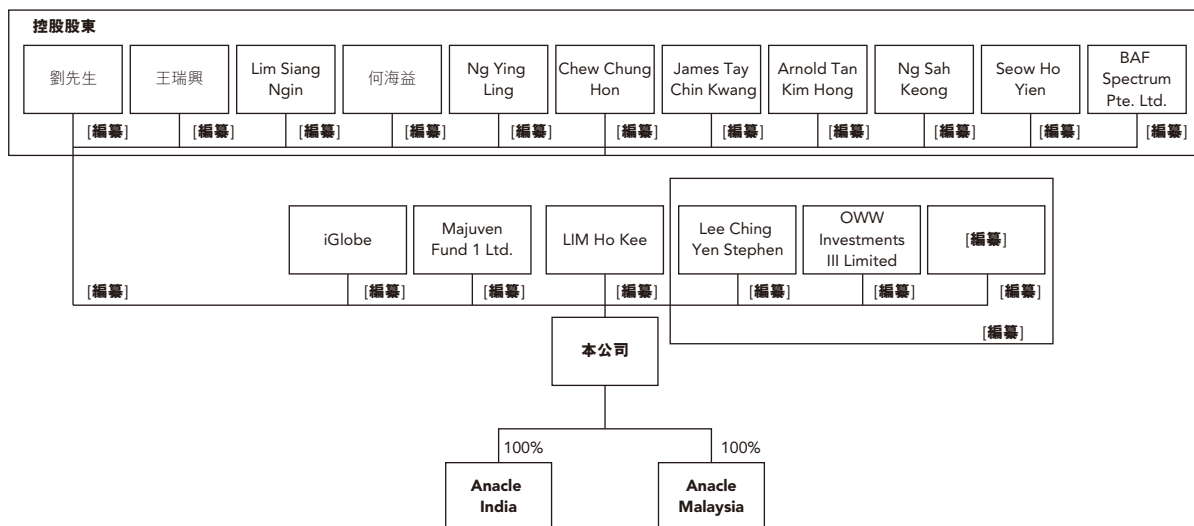 控股股東
劉先生
王瑞興
Lim Siang
Ngin
何海益
Ng Ying
Ling
Chew Chung
Hon
James Tay
Chin Kwang
Arnold Tan
Kim Hong
Ng Sah
Keong
Seow Ho
Yien
BAF
Spectrum
Pte. Ltd.
[編纂]
[編纂]
[編纂]
[編纂]
[編纂]
[編纂]
[編纂]
[編纂]
[編纂]
[編纂]
[編纂]
iGlobe
Majuven
Fund 1 Ltd.
LIM Ho Kee
Lee Ching
Yen Stephen
OWW
Investments
III Limited
[編纂]
[編纂]
[編纂]
[編纂]
[編纂]
[編纂]
[編纂]
[編纂]
[編纂]
本公司
100%
100%
Anacle
India
Anacle
Malaysia